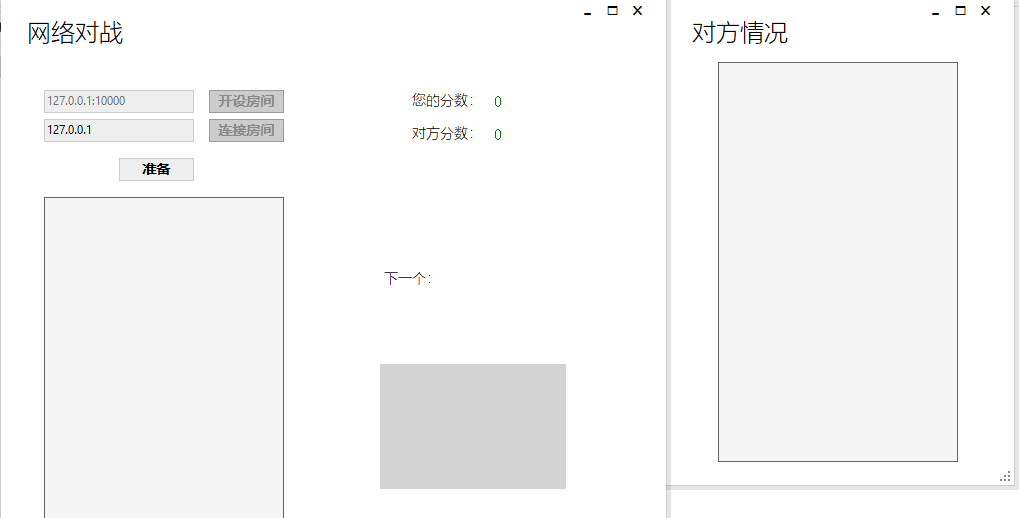 网络对战
127.0.0.1:10000
开设房间
127.0.0.1
连接房间
准备
您的分数： 0
对方分数： 0
下一个：
对方情况